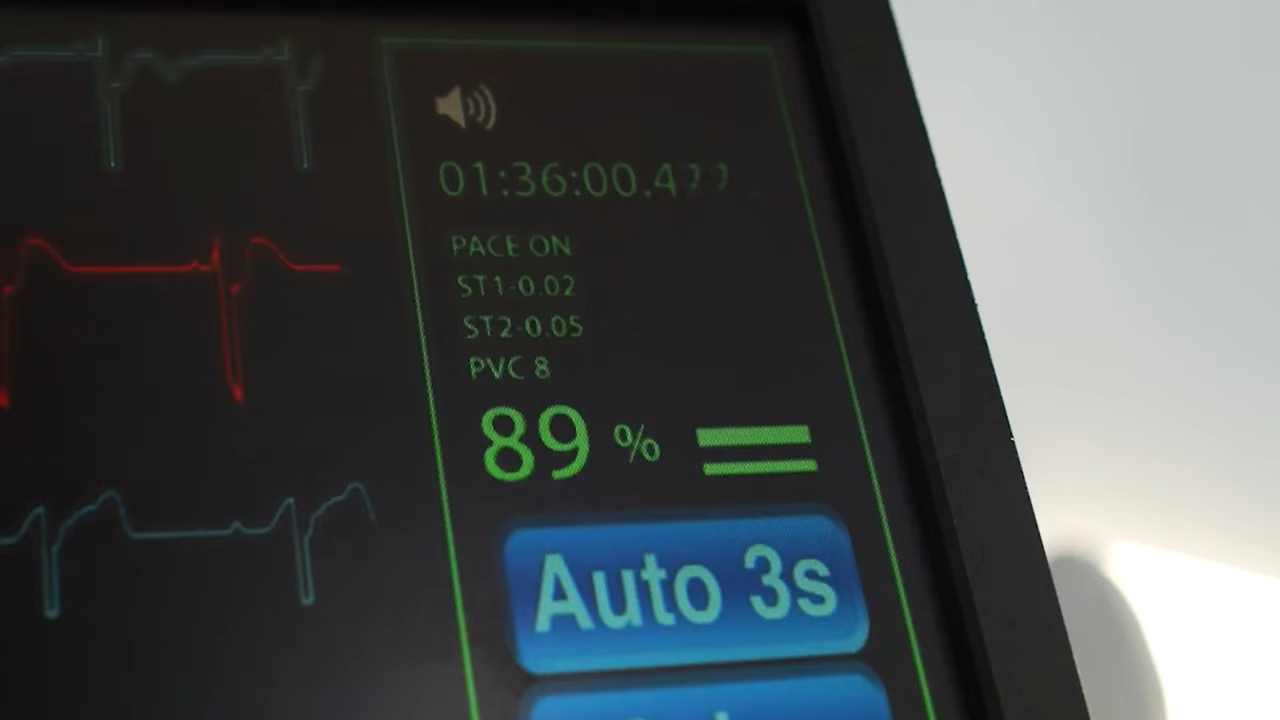 01:36:00.4
PACE ON
ST1-0.02
ST2-0.05
PVC 8
89 %
Auto 3s